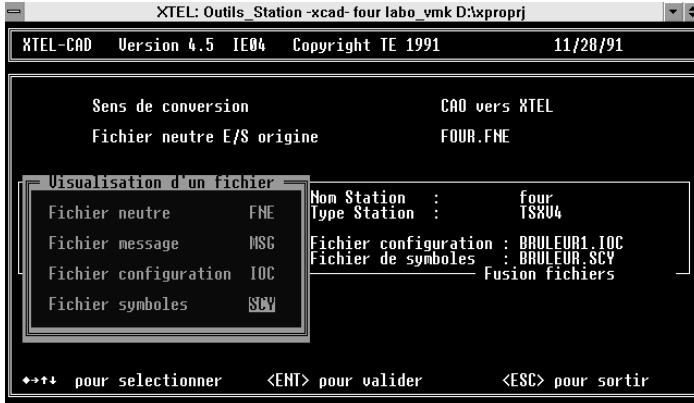 XTEL: Outils_Station -xcad- four labo_vmk D:\xproprj
XTEL-CAD Version 4.5 IE04 Copyright TE 1991 11/28/91
Sens de conversion CAO vers XTEL
Fichier neutre E/S origine FOUR.FNE
Visualisation d'un fichier
Fichier neutre FNE
Fichier message MSG
Fichier configuration IOC
Fichier symboles SCY
Nom Station : four
Type Station : TSXV4
Fichier configuration : BRULEUR1.IOC
Fichier de symboles : BRULEUR.SCY
Fusion fichiers
♦→↑↓ pour selectionner <ENT> pour valider <ESC> pour sortir